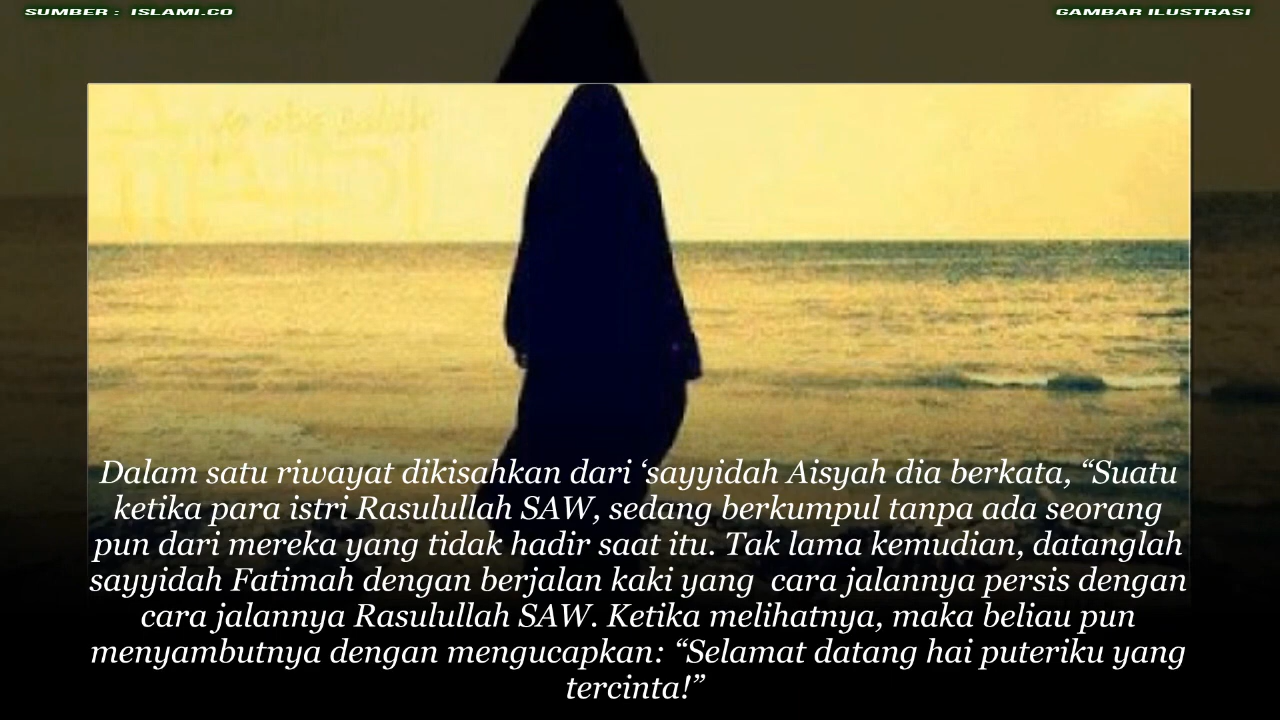 SUMBER : ISLAMI.CO
GAMBAR ILUSTRASI
Dalam satu riwayat dikisahkan dari ‘sayyidah Aisyah dia berkata, “Suatu
ketika para istri Rasulullah SAW, sedang berkumpul tanpa ada seorang
pun dari mereka yang tidak hadir saat itu. Tak lama kemudian, datanglah
sayyidah Fatimah dengan berjalan kaki yang  cara jalannya persis dengan
cara jalannya Rasulullah SAW. Ketika melihatnya, maka beliau pun
menyambutnya dengan mengucapkan: “Selamat datang hai puteriku yang
tercinta!”